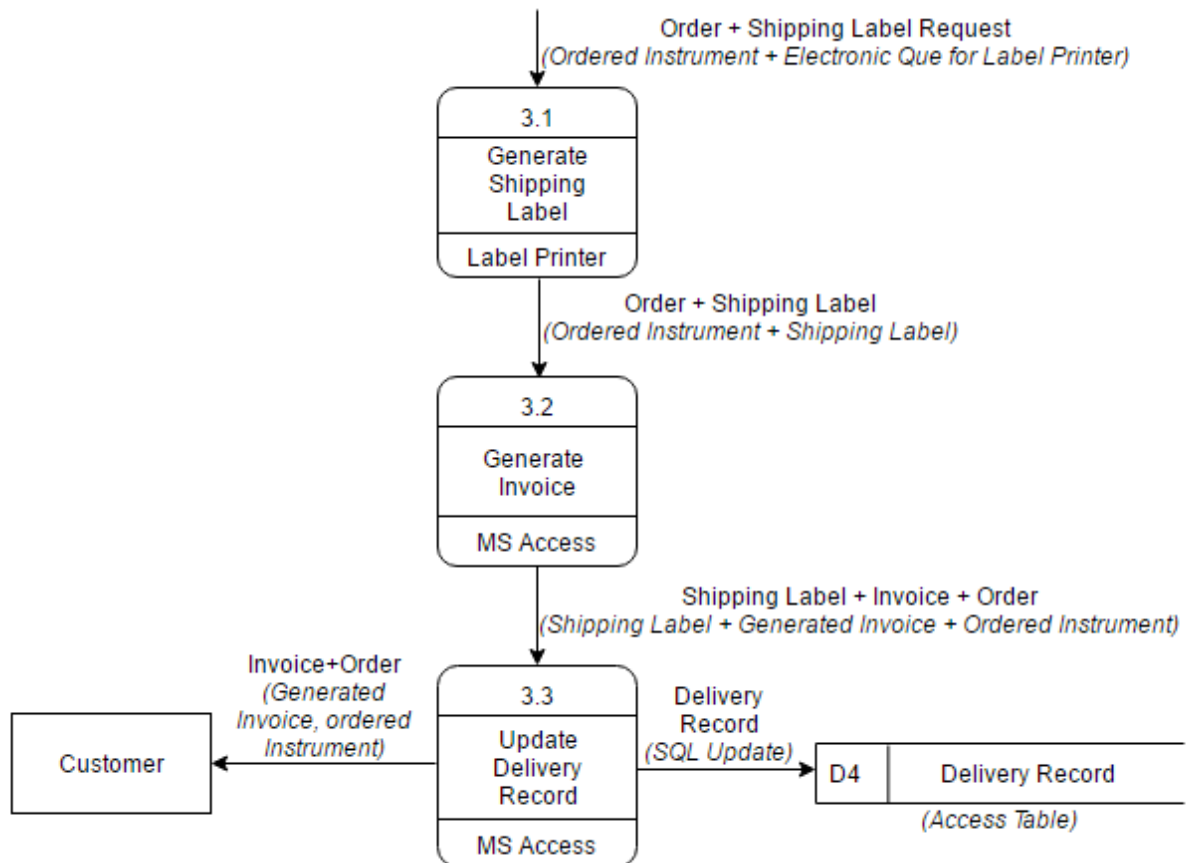 Order + Shipping Label Request
(Ordered Instrument + Electronic Que for Label Printer)
3.1
Generate
Shipping
Label
Label Printer
Order + Shipping Label
(Ordered Instrument + Shipping Label)
3.2
Generate
Invoice
MS Access
Shipping Label + Invoice + Order
(Shipping Label + Generated Invoice + Ordered Instrument)
Invoice+Order
(Generated
Invoice, ordered
Instrument)
Customer
3.3
Update
Delivery
Record
MS Access
Delivery
Record
(SQL Update)
D4
Delivery Record
(Access Table)